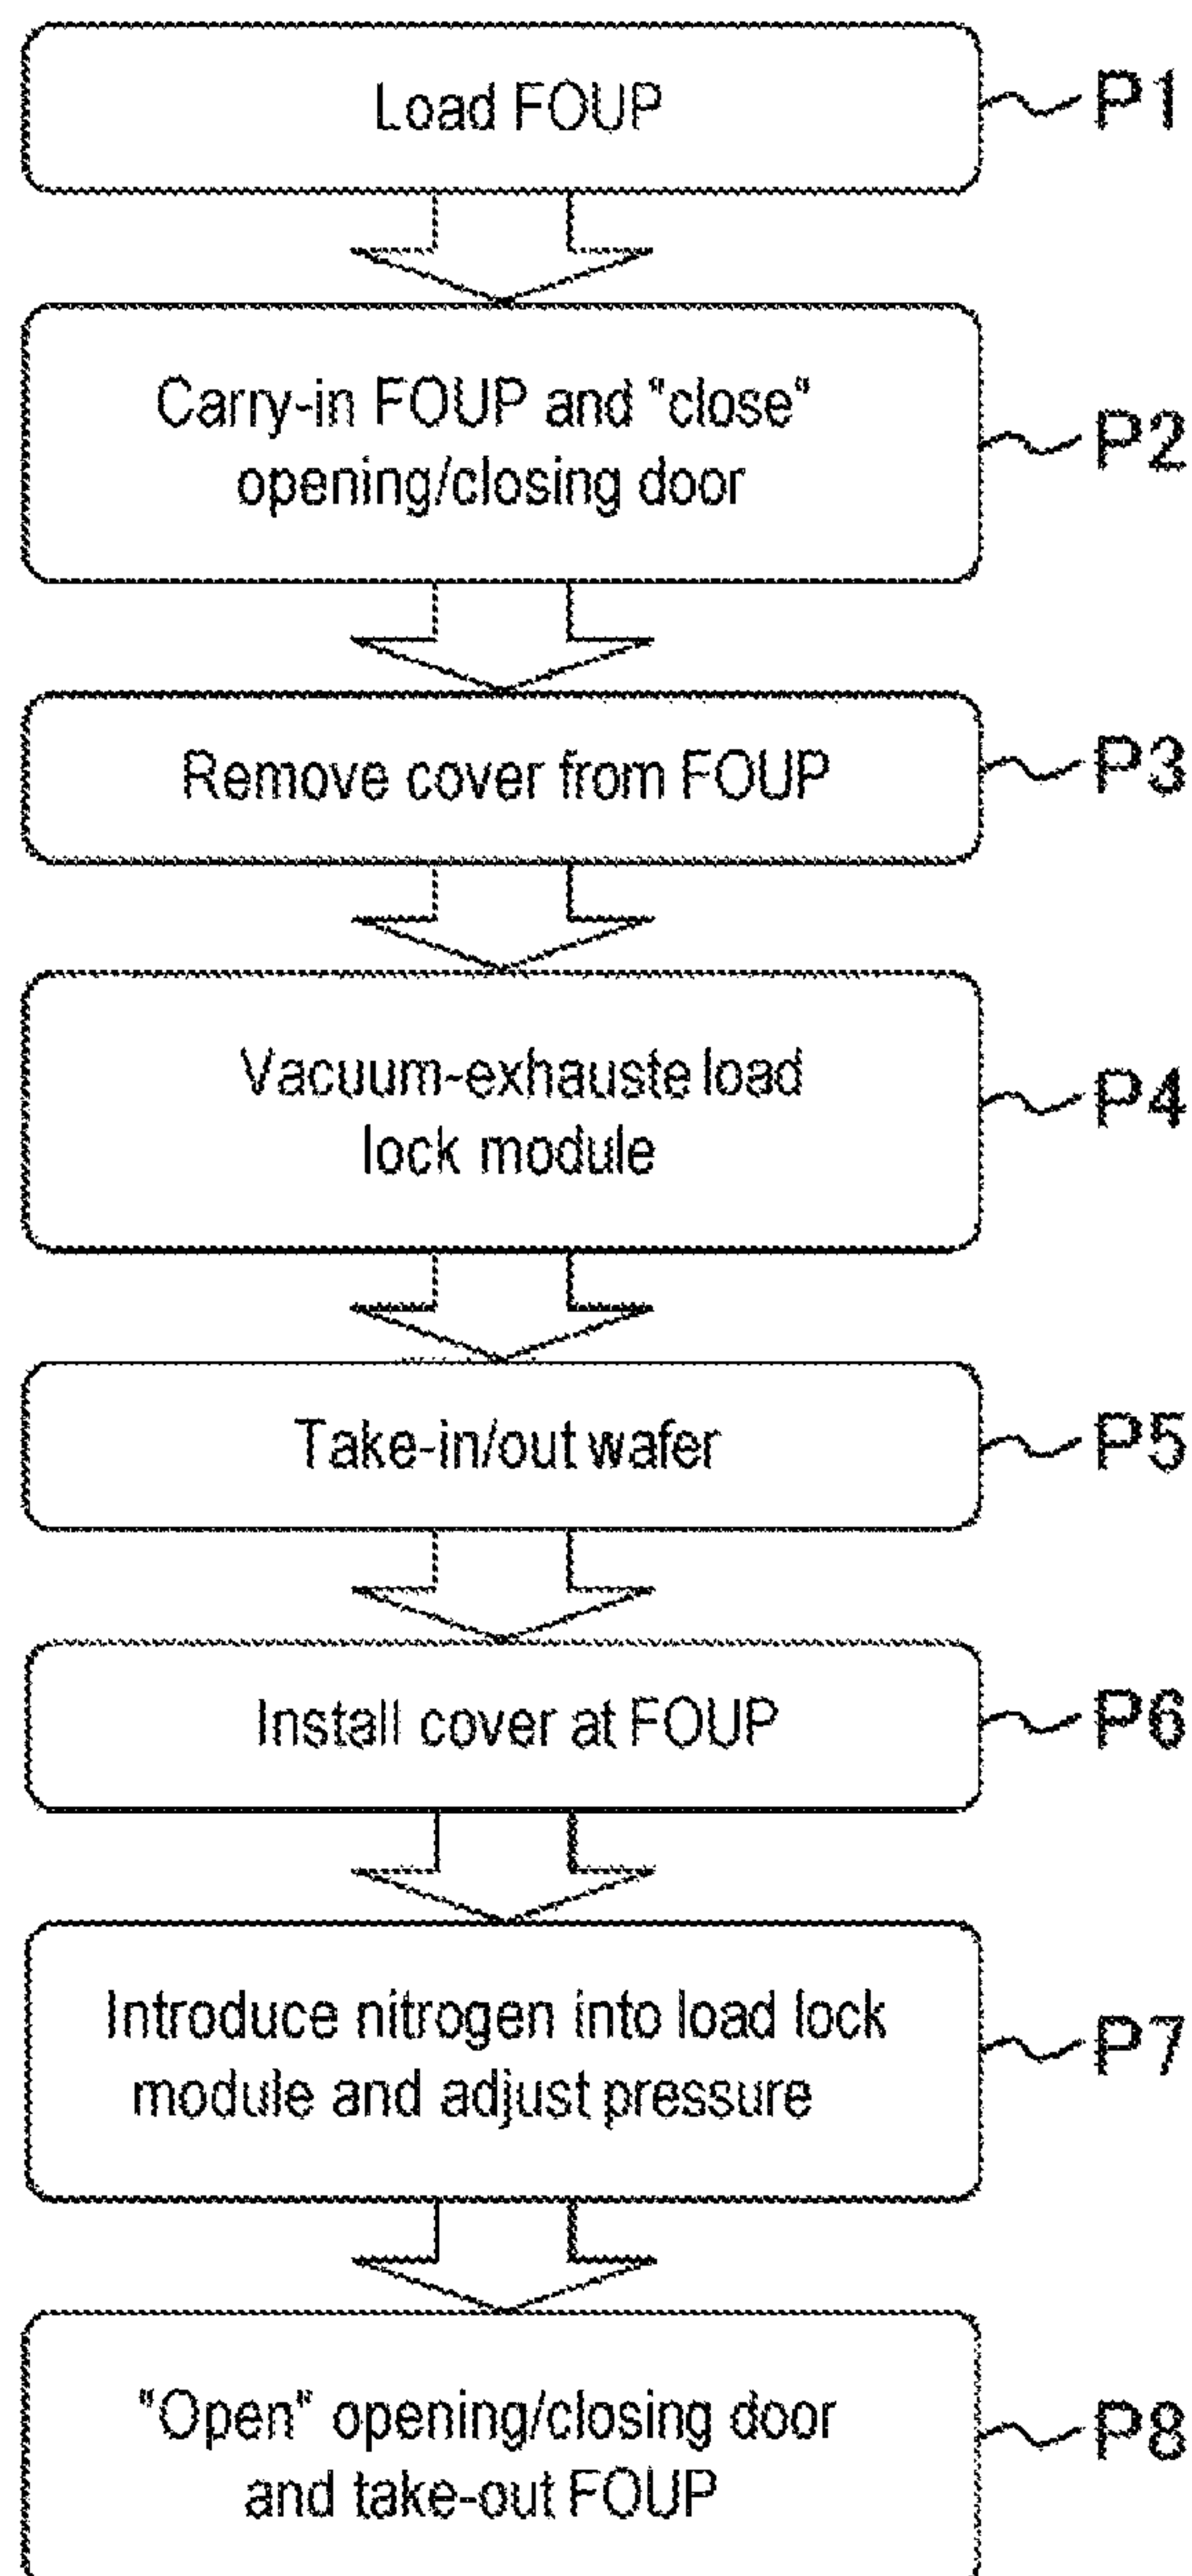 Load FOUP
P1
Carry-in FOUP and "close"
opening/closing door
P2
Remove cover from FOUP
P3
Vacuum-exhauste load
lock module
P4
Take-in/out wafer
P5
Install cover at FOUP
P6
Introduce nitrogen into load lock
module and adjust pressure
P7
"Open" opening/closing door
and take-out FOUP
P8